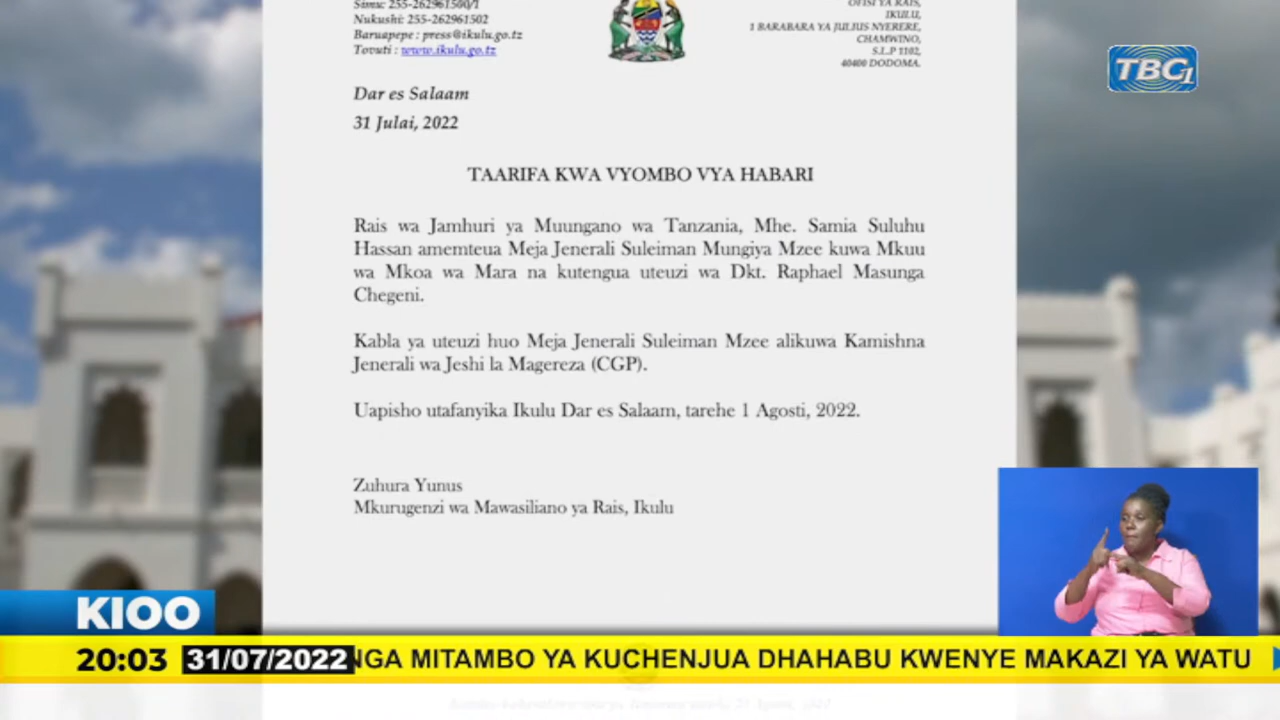 Simu: 255-262961500/1
Nukushi: 255-262961502
Baruapepe : press@ikulu.go.tz
Tovuti : www.ikulu.go.tz
OFISI YA RAIS,
IKULU,
1 BARABARA YA JULIUS NYERERE,
CHAMWINO,
S.L.P 1102,
40400 DODOMA.
TBC1
Dar es Salaam
31 Julai, 2022
TAARIFA KWA VYOMBO VYA HABARI
Rais wa Jamhuri ya Muungano wa Tanzania, Mhe. Samia Suluhu
Hassan amemteua Meja Jenerali Suleiman Mungiya Mzee kuwa Mkuu
wa Mkoa wa Mara na kutengua uteuzi wa Dkt. Raphael Masunga
Chegeni.
Kabla ya uteuzi huo Meja Jenerali Suleiman Mzee alikuwa Kamishna
Jenerali wa Jeshi la Magereza (CGP).
Uapisho utafanyika Ikulu Dar es Salaam, tarehe 1 Agosti, 2022.
Zuhura Yunus
Mkurugenzi wa Mawasiliano ya Rais, Ikulu
KIOO
20:03 31/07/2022 NGA MITAMBO YA KUCHENJUA DHAHABU KWENYE MAKAZI YA WATU